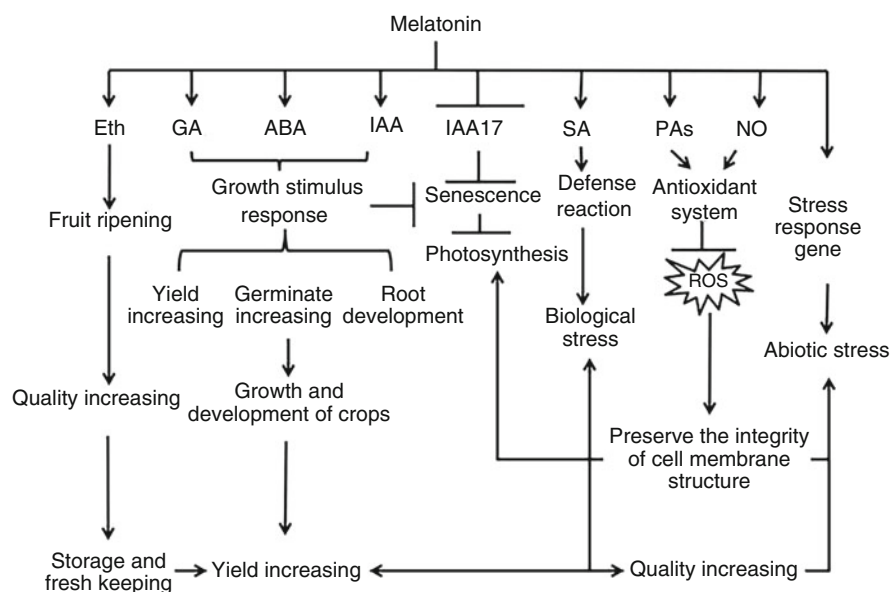 Melatonin
Eth GA ABA IAA IAA17 SA PAs NO
Growth stimulus
response
Senescence
Defense
reaction
Antioxidant
system
Stress
response
gene
Fruit ripening
Photosynthesis
ROS
Yield
increasing
Germinate
increasing
Root
development
Biological
stress
Abiotic stress
Quality increasing
Growth and
development of crops
Preserve the integrity
of cell membrane
structure
Storage and
fresh keeping
Yield increasing
Quality increasing